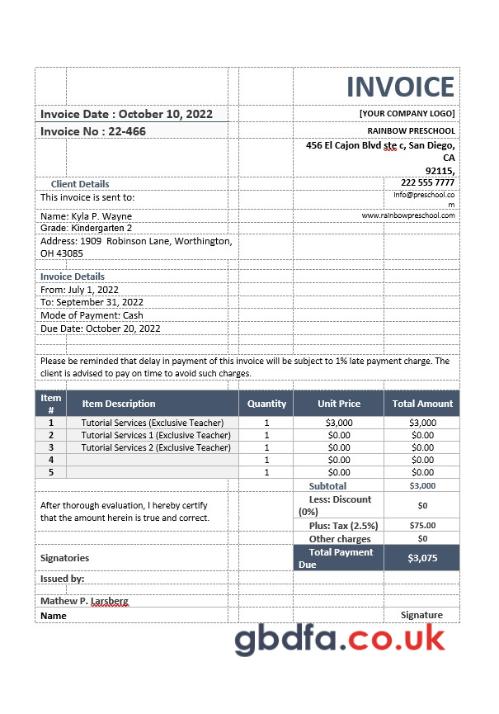 INVOICE
Invoice Date : October 10, 2022
[YOUR COMPANY LOGO]
Invoice No : 22-466
RAINBOW PRESCHOOL
456 El Cajon Blvd ste c, San Diego,
CA
92115,
Client Details
222 555 7777
This invoice is sent to:
info@preschool.co
m
Name: Kyla P. Wayne
www.rainbowpreschool.com
Grade: Kindergarten 2
Address: 1909 Robinson Lane, Worthington,
OH 43085
Invoice Details
From: July 1, 2022
To: September 31, 2022
Mode of Payment: Cash
Due Date: October 20, 2022
Please be reminded that delay in payment of this invoice will be subject to 1% late payment charge. The
client is advised to pay on time to avoid such charges.
Item
# Item Description Quantity Unit Price Total Amount
1 Tutorial Services (Exclusive Teacher) 1 $3,000 $3,000
2 Tutorial Services 1 (Exclusive Teacher) 1 $0.00 $0.00
3 Tutorial Services 2 (Exclusive Teacher) 1 $0.00 $0.00
4 1 $0.00 $0.00
5 1 $0.00 $0.00
Subtotal $3,000
After thorough evaluation, I hereby certify
that the amount herein is true and correct.
Less: Discount
(0%) $0
Plus: Tax (2.5%) $75.00
Other charges $0
Signatories
Total Payment
Due $3,075
Issued by:
Mathew P. Larsberg
Name
Signature
gbdfa.co.uk